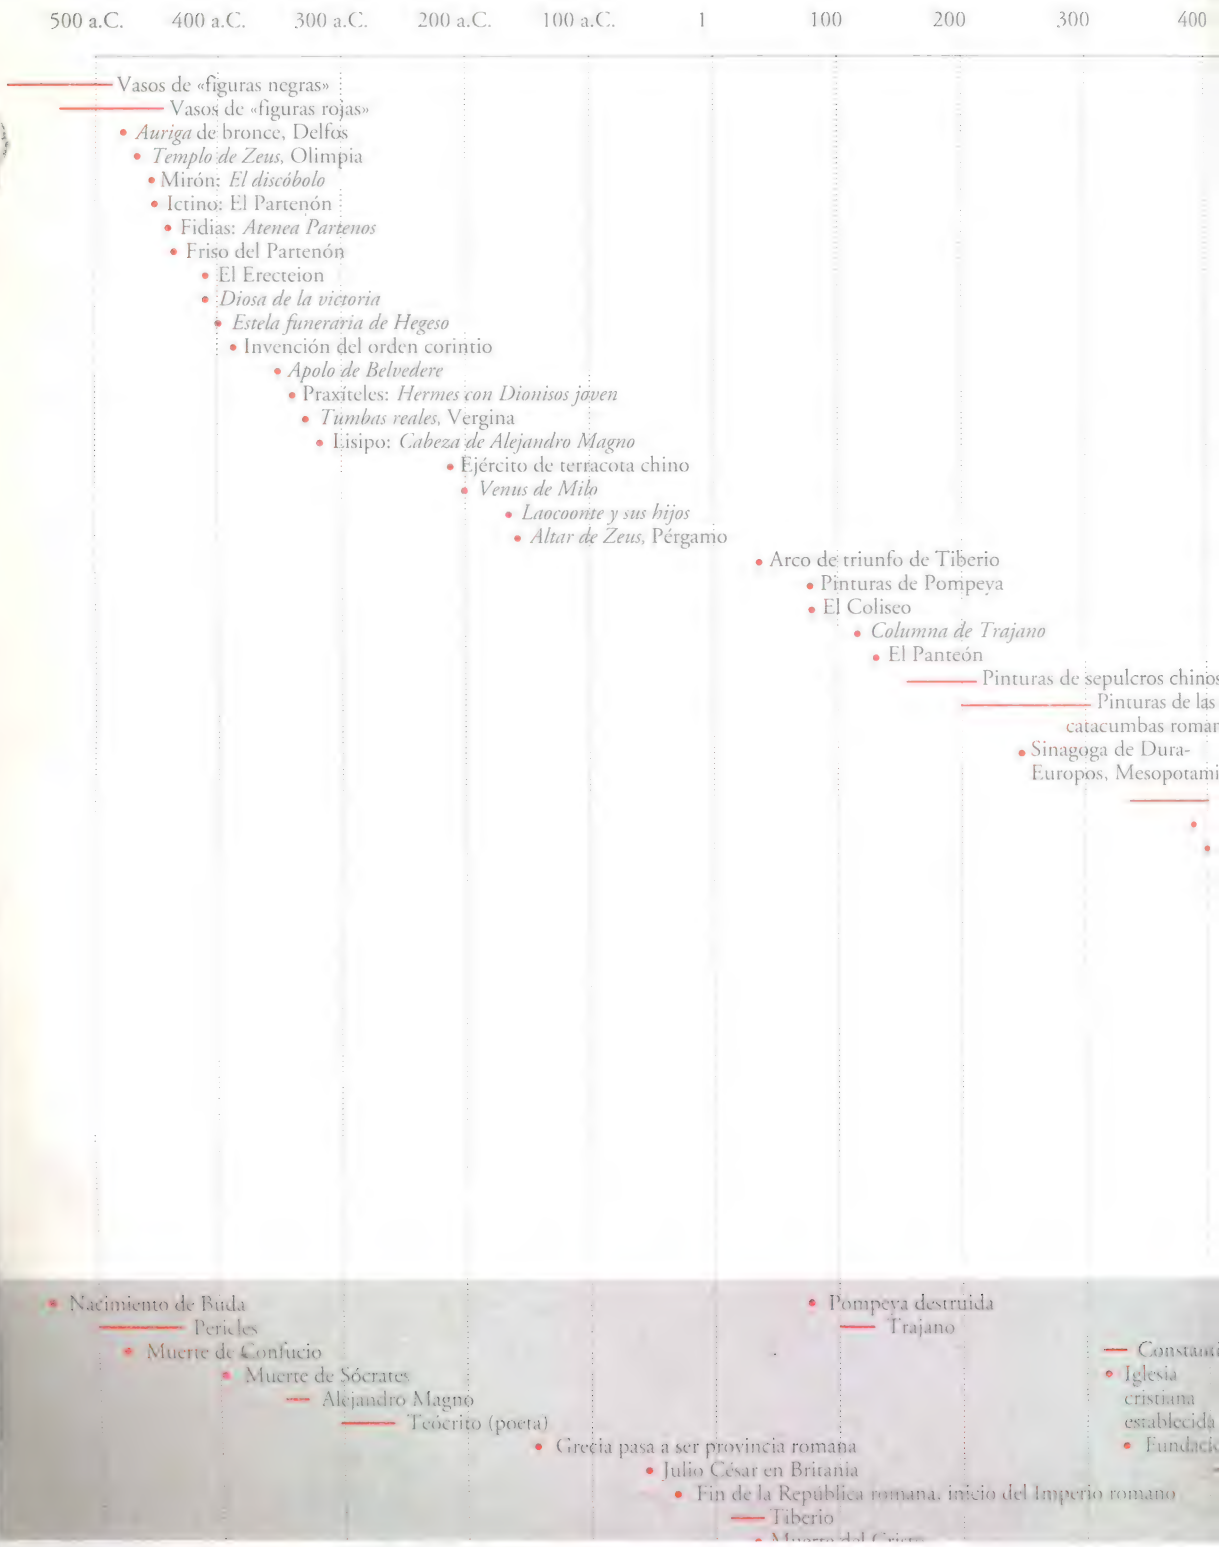 500 a.C. 400 a.C. 300 a.C. 200 a.C. 100 a.C. 1 100 200 300 400
Vasos de «figuras negras»
Vasos de «figuras rojas»
Auriga de bronce, Delfos
Templo de Zeus, Olimpia
Mirón: El discóbolo
Ictino: El Partenón
Fidias: Atenea Partenos
Friso del Partenón
El Erecteion
Diosa de la victoria
Estela funeraria de Hegeso
Invención del orden corintio
Apolo de Belvedere
Praxíteles: Hermes con Dionisos joven
Tumbas reales, Vergina
Lisipo: Cabeza de Alejandro Magno
Ejército de terracota chino
Venus de Milo
Laocoonte y sus hijos
Altar de Zeus, Pérgamo
Arco de triunfo de Tiberio
Pinturas de Pompeya
El Coliseo
Columna de Trajano
El Panteón
Pinturas de sepulcros chinos
Pinturas de las
catacumbas roman
Sinagoga de Dura-
Europos, Mesopotami
Nacimiento de Buda
Pompeya destruida
Pericles
Trajano
Muerte de Confucio
Constanti
Muerte de Sócrates
Iglesia
Alejandro Magno
cristiana
Teócrito (poeta)
establecida
Grecia pasa a ser provincia romana
Fundació
Julio César en Britania
Fin de la República romana, inicio del Imperio romano
Tiberio
Muerte del Cristo